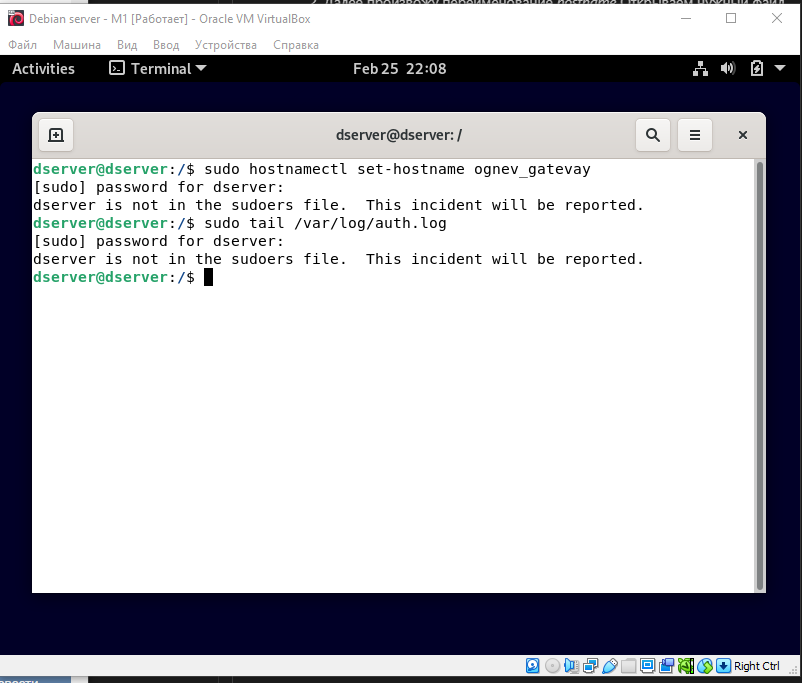 Debian server - M1 [Работает] - Oracle VM VirtualBox
Файл Машина Вид Ввод Устройства Справка
Activities Terminal Feb 25 22:08
dserver@dserver: /
dserver@dserver:/$ sudo hostnamectl set-hostname ognev_gatevay
[sudo] password for dserver:
dserver is not in the sudoers file.  This incident will be reported.
dserver@dserver:/$ sudo tail /var/log/auth.log
[sudo] password for dserver:
dserver is not in the sudoers file.  This incident will be reported.
dserver@dserver:/$
Right Ctrl